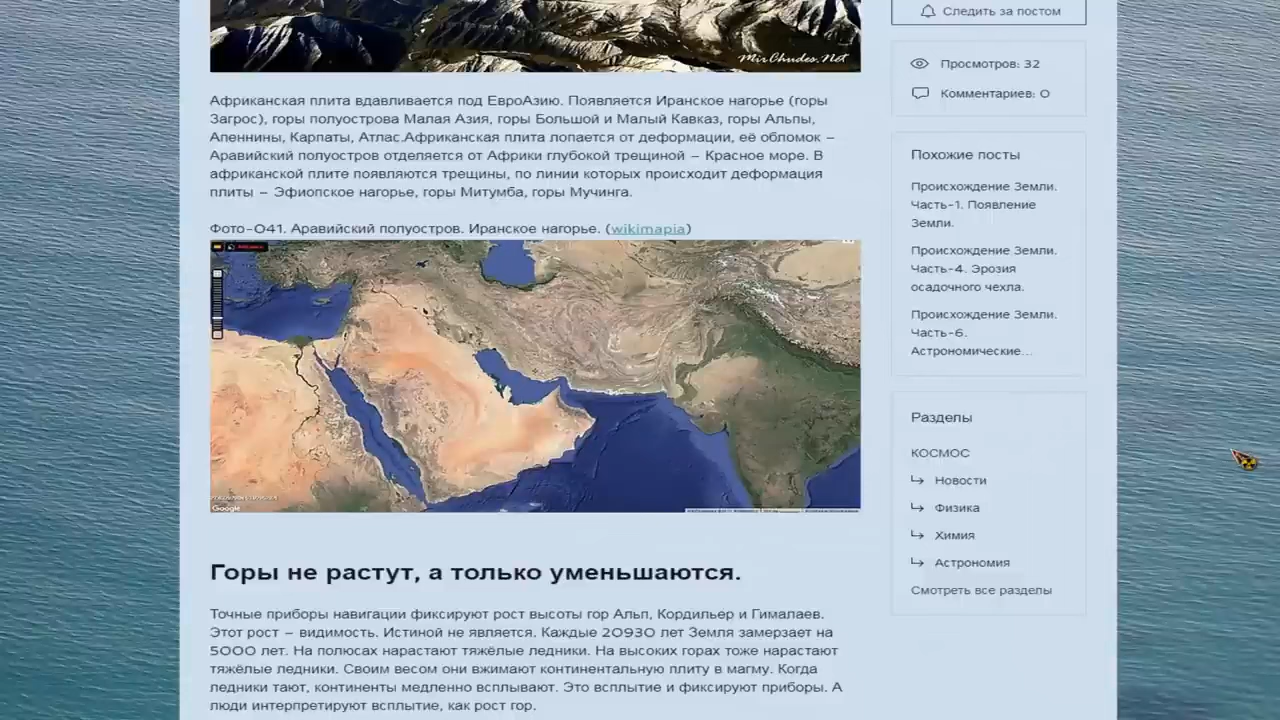 MirChudes.Net
Африканская плита вдавливается под ЕвроАзию. Появляется Иранское нагорье (горы
Загрос), горы полуострова Малая Азия, горы Большой и Малый Кавказ, горы Альпы,
Апеннины, Карпаты, Атлас.Африканская плита лопается от деформации, её обломок –
Аравийский полуостров отделяется от Африки глубокой трещиной – Красное море. В
африканской плите появляются трещины, по линии которых происходит деформация
плиты – Эфиопское нагорье, горы Митумба, горы Мучинга.
Фото-041. Аравийский полуостров. Иранское нагорье. (wikimapia)
Google
Горы не растут, а только уменьшаются.
Точные приборы навигации фиксируют рост высоты гор Альп, Кордильер и Гималаев.
Этот рост – видимость. Истиной не является. Каждые 20930 лет Земля замерзает на
5000 лет. На полюсах нарастают тяжёлые ледники. На высоких горах тоже нарастают
тяжёлые ледники. Своим весом они вжимают континентальную плиту в магму. Когда
ледники тают, континенты медленно всплывают. Это всплытие и фиксируют приборы. А
люди интерпретируют всплытие, как рост гор.
Следить за постом
Просмотров: 32
Комментариев: 0
Похожие посты
Происхождение Земли.
Часть-1. Появление
Земли.
Происхождение Земли.
Часть-4. Эрозия
осадочного чехла.
Происхождение Земли.
Часть-6.
Астрономические...
Разделы
КОСМОС
Новости
Физика
Химия
Астрономия
Смотреть все разделы